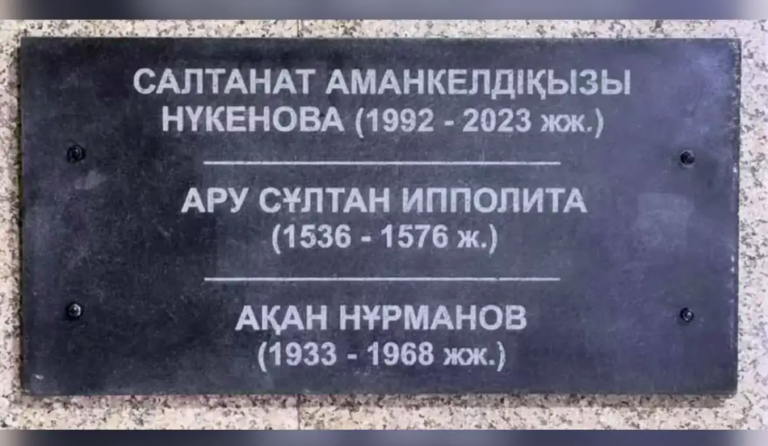 САЛТАНАТ АМАНКЕЛДІҚЫЗЫ
НҮКЕНОВА (1992 - 2023 жж.)
АРУ СҰЛТАН ИППОЛИТА
(1536 - 1576 ж.)
АҚАН НҰРМАНОВ
(1933 - 1968 жж.)